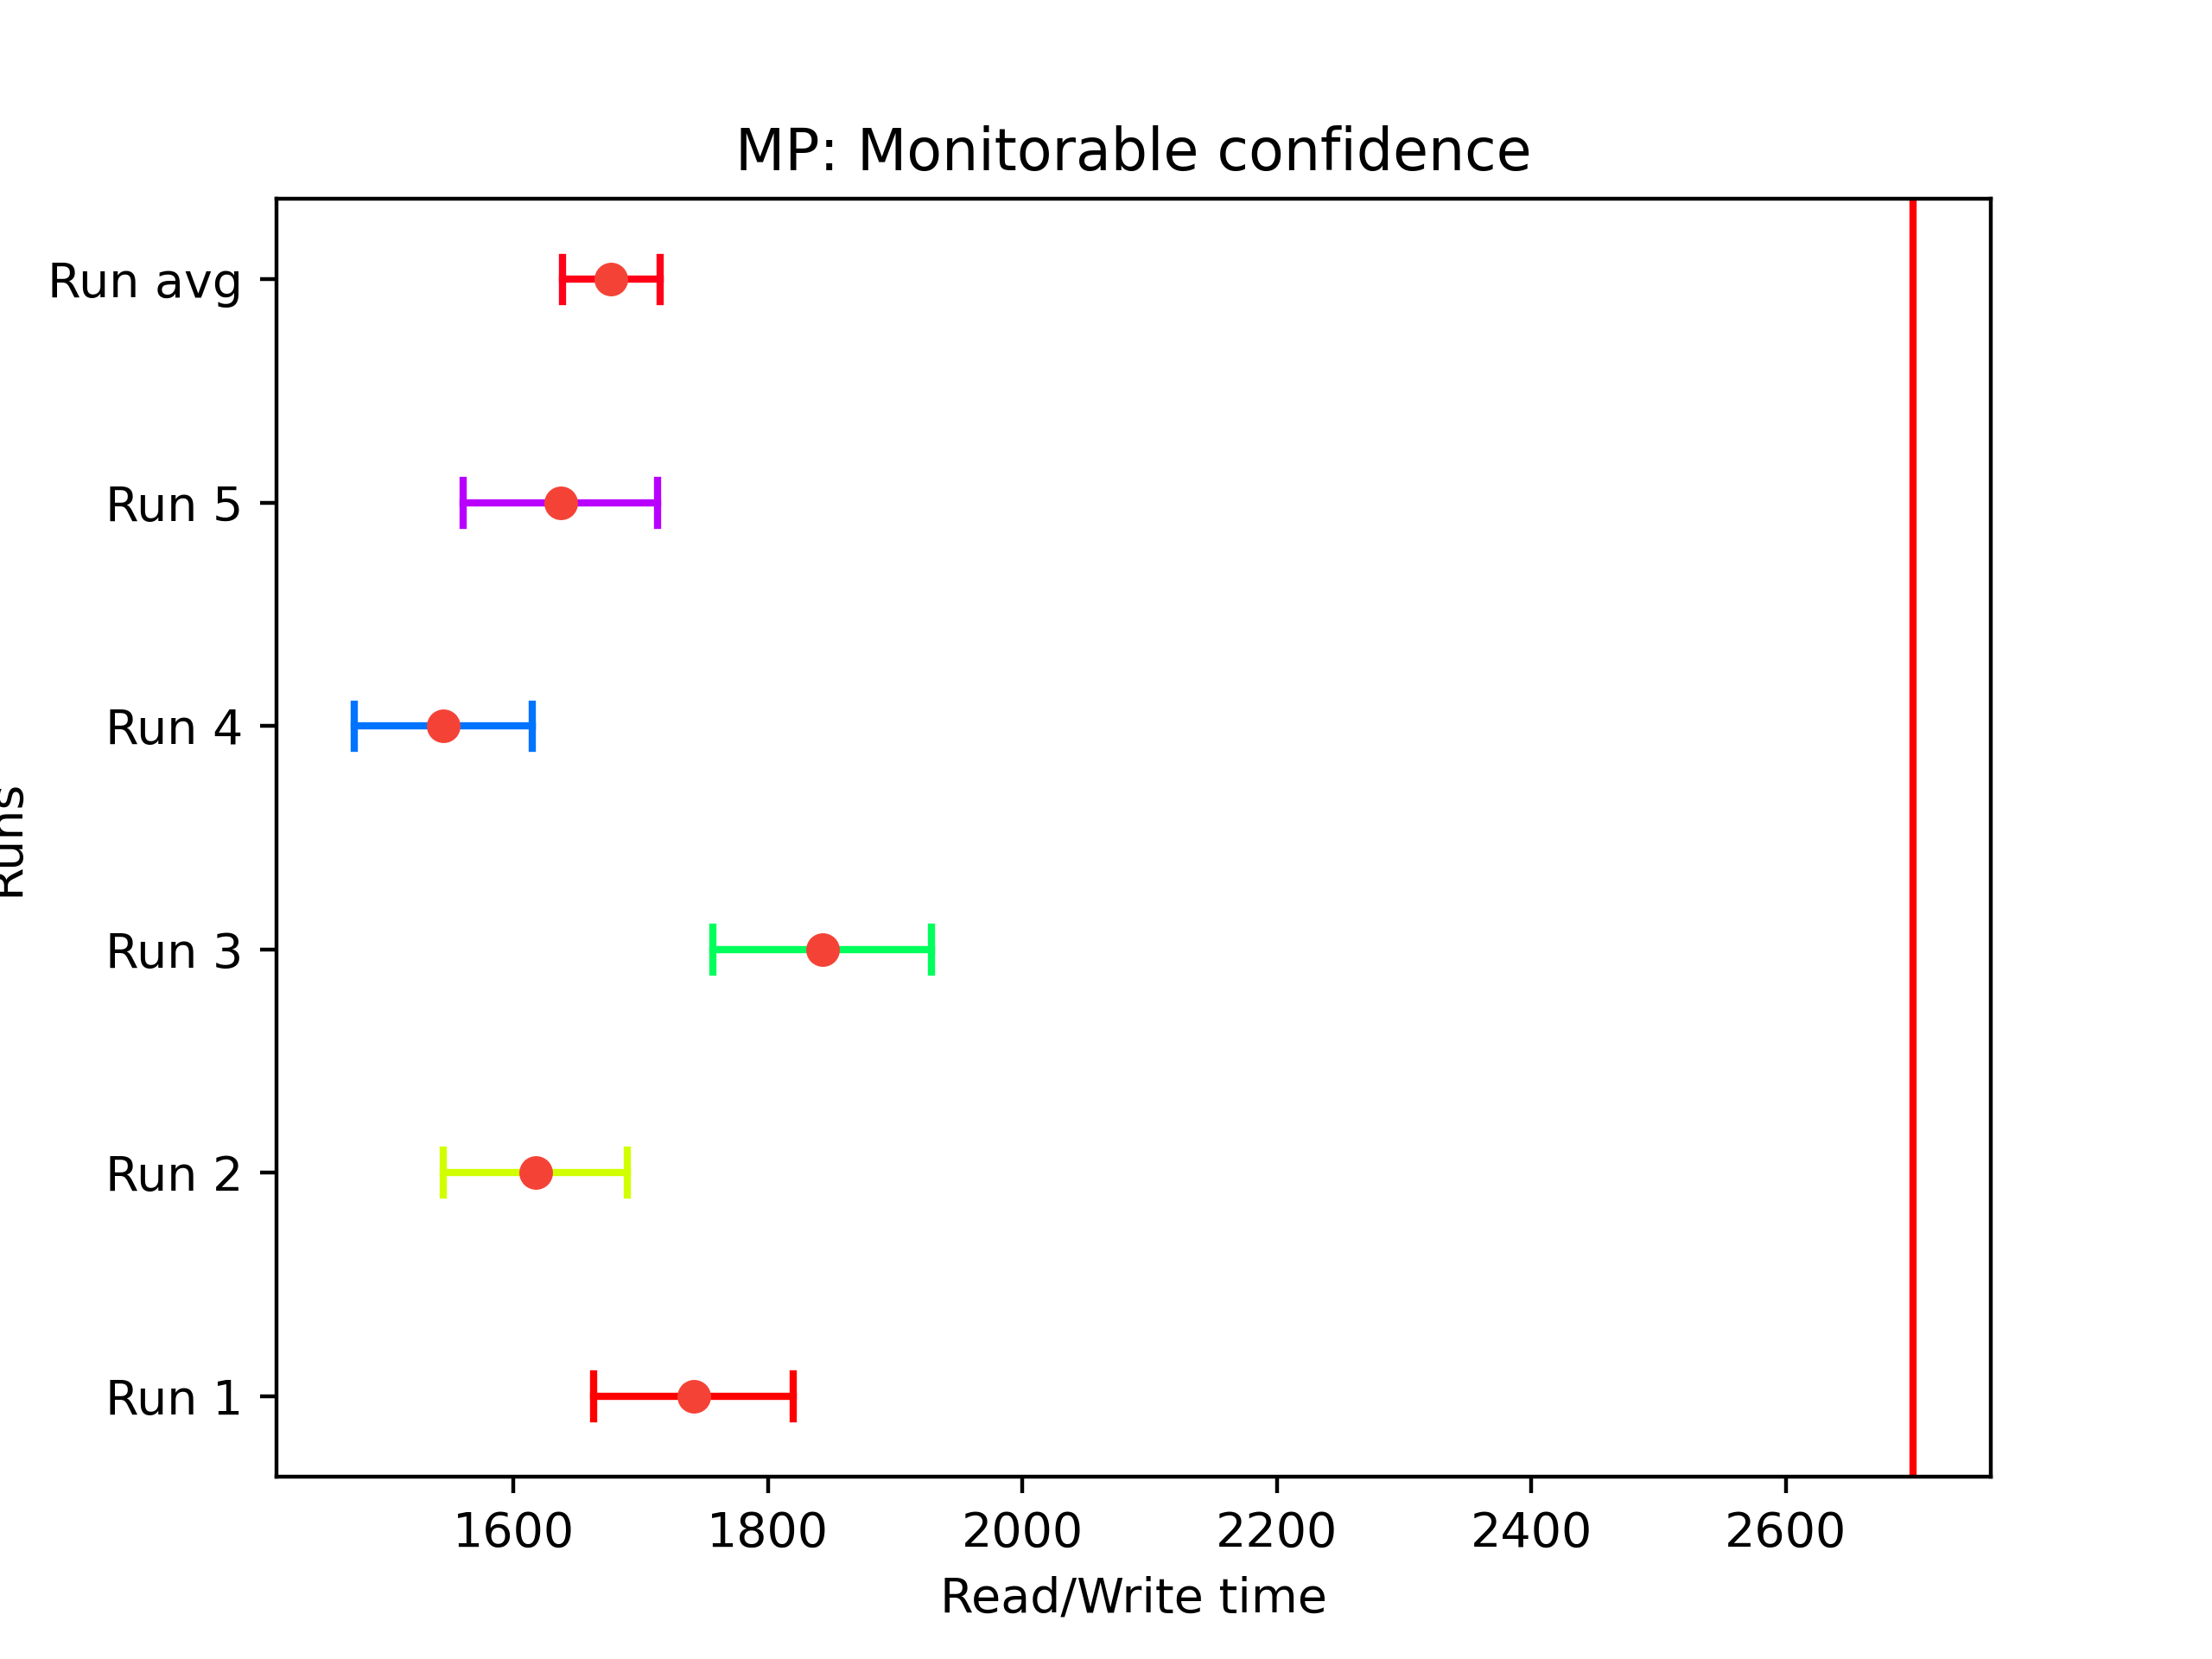 MP: Monitorable confidence
Run avg
Run 5
Run 4
Run 3
Run 2
Run 1
Runs
1600 1800 2000 2200 2400 2600
Read/Write time